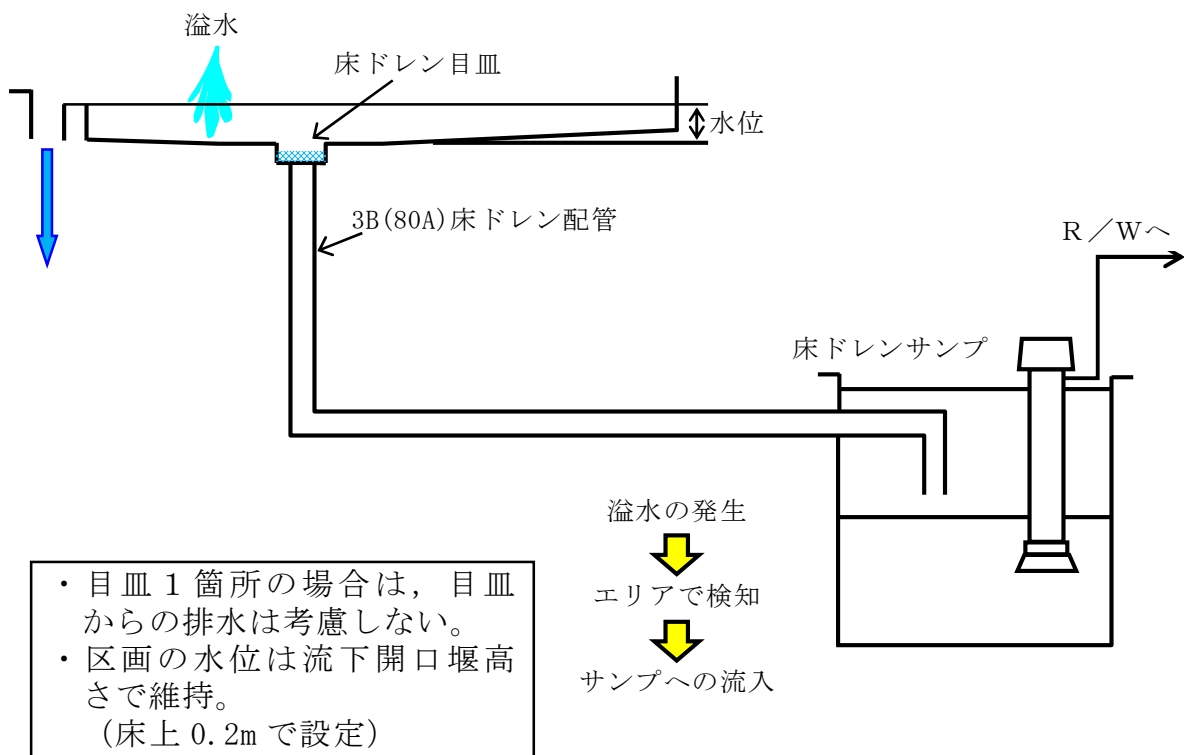 溢水
床ドレン目皿
水位
3B(80A)床ドレン配管
R/Wへ
床ドレンサンプ
溢水の発生
エリアで検知
サンプへの流入
・目皿1箇所の場合は,目皿
からの排水は考慮しない。
・区画の水位は流下開口堰高
さで維持。
(床上0.2mで設定)